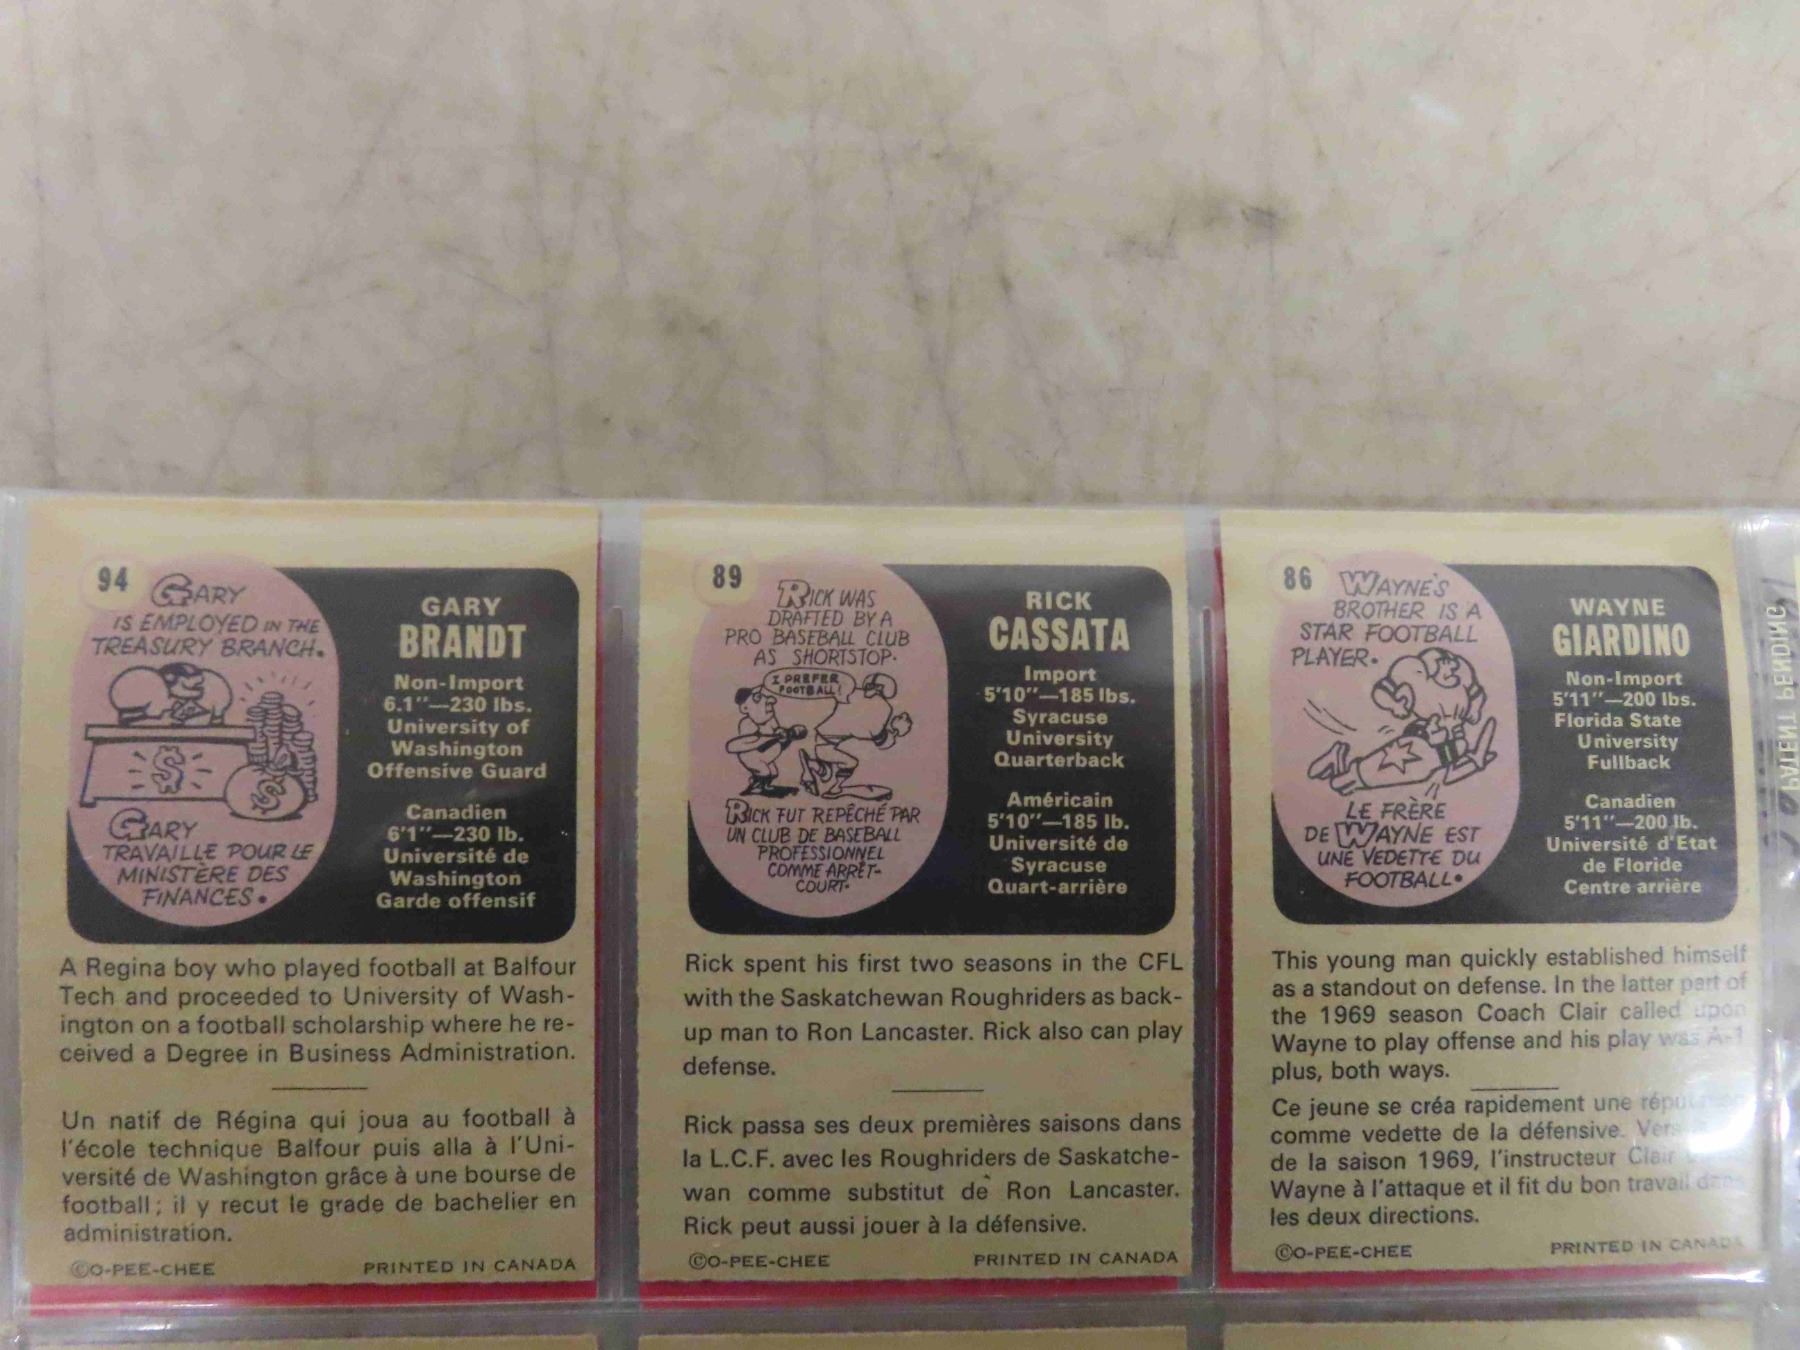 94
GARY
IS EMPLOYED IN THE
TREASURY BRANCH.
$
$
GARY
TRAVAILLE POUR LE
MINISTÈRE DES
FINANCES.
GARY
BRANDT
Non-Import
6.1"—230 lbs.
University of
Washington
Offensive Guard
Canadien
6'1"—230 lb.
Université de
Washington
Garde offensif
A Regina boy who played football at Balfour
Tech and proceeded to University of Wash-
ington on a football scholarship where he re-
ceived a Degree in Business Administration.
Un natif de Régina qui joua au football à
l'école technique Balfour puis alla à l'Uni-
versité de Washington grâce à une bourse de
football; il y recut le grade de bachelier en
administration.
©O-PEE-CHEE PRINTED IN CANADA
89
RICK WAS
DRAFTED BY A
PRO BASEBALL CLUB
AS SHORTSTOP.
I PREFER
FOOTBALL!
RICK FUT REPÊCHÉ PAR
UN CLUB DE BASEBALL
PROFESSIONNEL
COMME ARRÊT-
COURT.
RICK
CASSATA
Import
5'10"—185 lbs.
Syracuse
University
Quarterback
Américain
5'10"—185 lb.
Université de
Syracuse
Quart-arrière
Rick spent his first two seasons in the CFL
with the Saskatchewan Roughriders as back-
up man to Ron Lancaster. Rick also can play
defense.
Rick passa ses deux premières saisons dans
la L.C.F. avec les Roughriders de Saskatche-
wan comme substitut de Ron Lancaster.
Rick peut aussi jouer à la défensive.
©O-PEE-CHEE PRINTED IN CANADA
86
WAYNE'S
BROTHER IS A
STAR FOOTBALL
PLAYER.
LE FRÈRE
DE WAYNE EST
UNE VEDETTE DU
FOOTBALL.
WAYNE
GIARDINO
Non-Import
5'11"—200 lbs.
Florida State
University
Fullback
Canadien
5'11"—200 lb.
Université d'Etat
de Floride
Centre arrière
This young man quickly established himself
as a standout on defense. In the latter part of
the 1969 season Coach Clair called upon
Wayne to play offense and his play was A-1
plus, both ways.
Ce jeune se créa rapidement une
comme vedette de la défensive.
de la saison 1969, l'instructeur Clair
Wayne à l'attaque et il fit du bon travail dans
les deux directions.
©O-PEE-CHEE PRINTED IN CANADA
PATENT PENDING